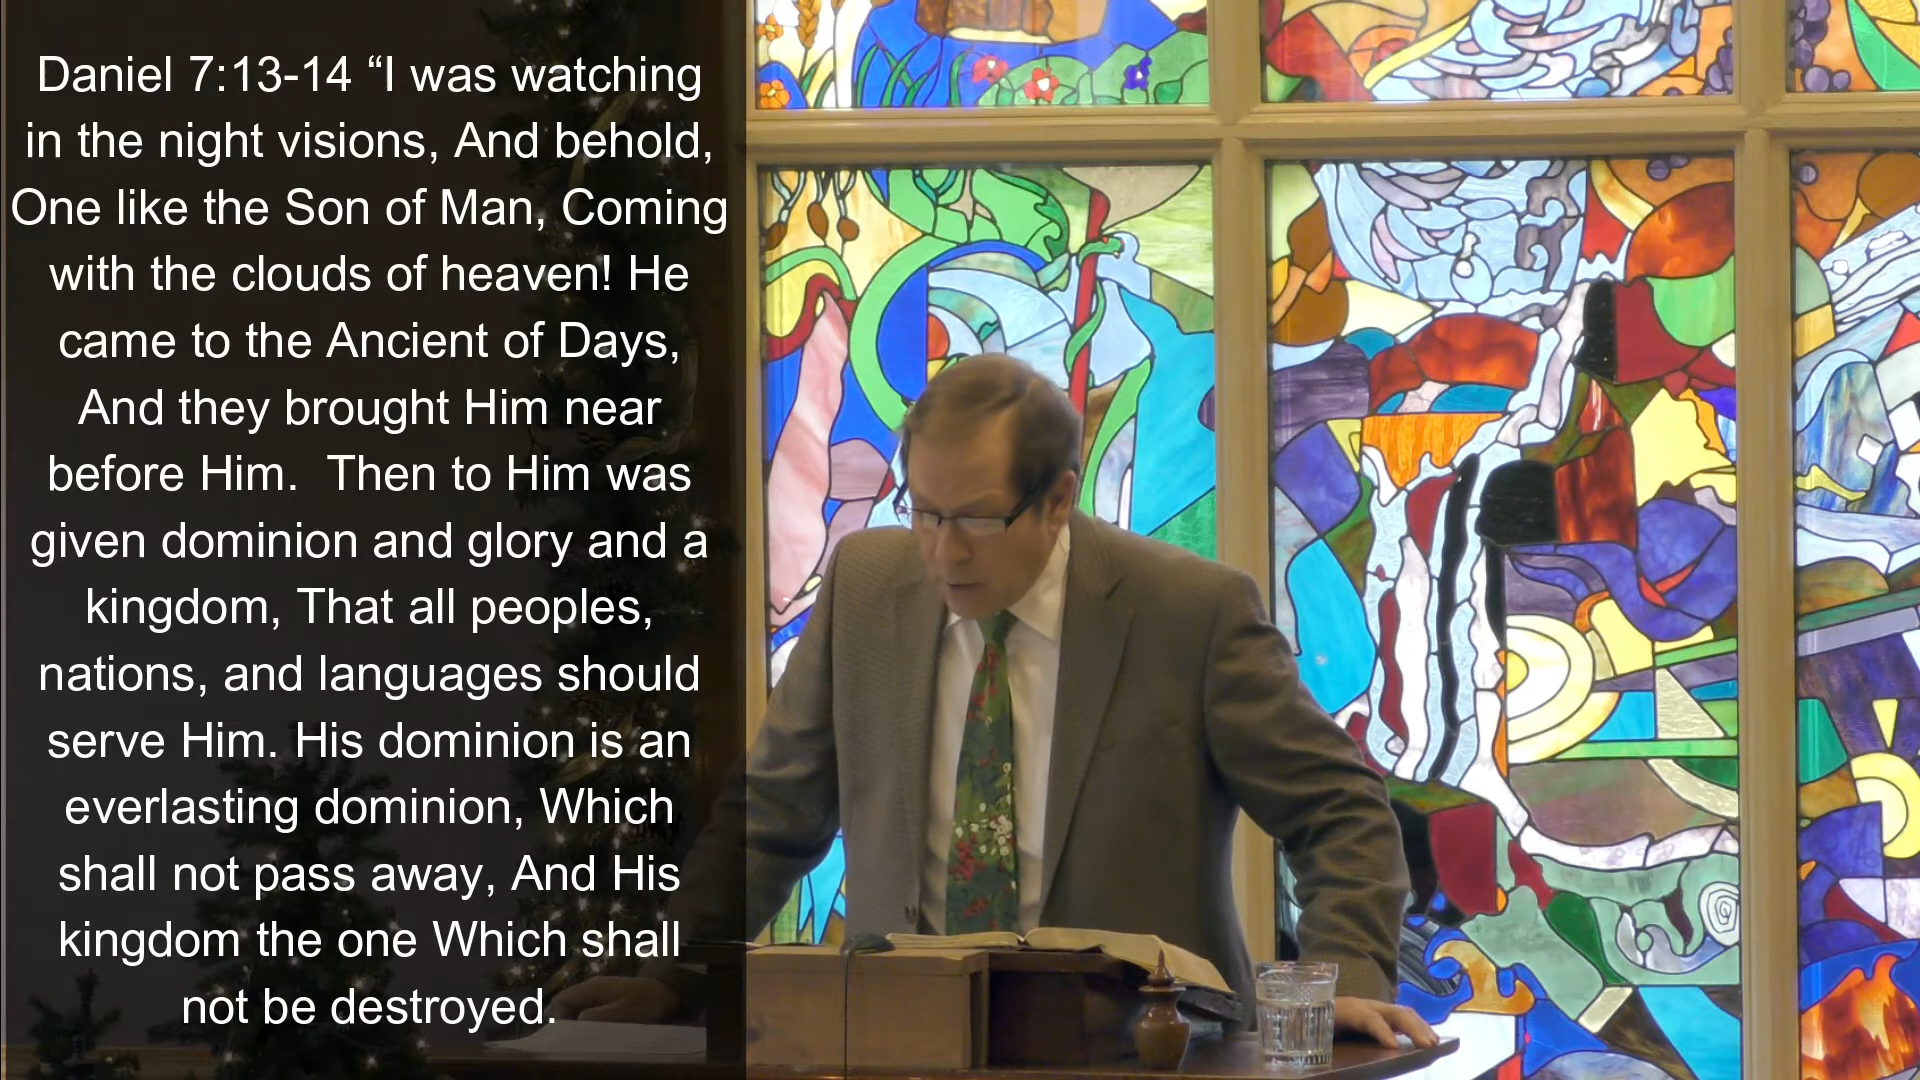 Daniel 7:13-14 “I was watching
in the night visions, And behold,
One like the Son of Man, Coming
with the clouds of heaven! He
came to the Ancient of Days,
And they brought Him near
before Him.  Then to Him was
given dominion and glory and a
kingdom, That all peoples,
nations, and languages should
serve Him. His dominion is an
everlasting dominion, Which
shall not pass away, And His
kingdom the one Which shall
not be destroyed.